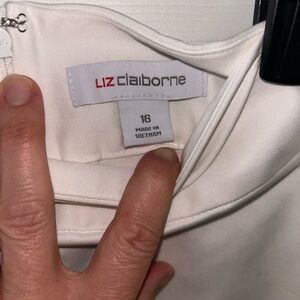 LIZ claiborne
16
MADE IN
VIETNAM